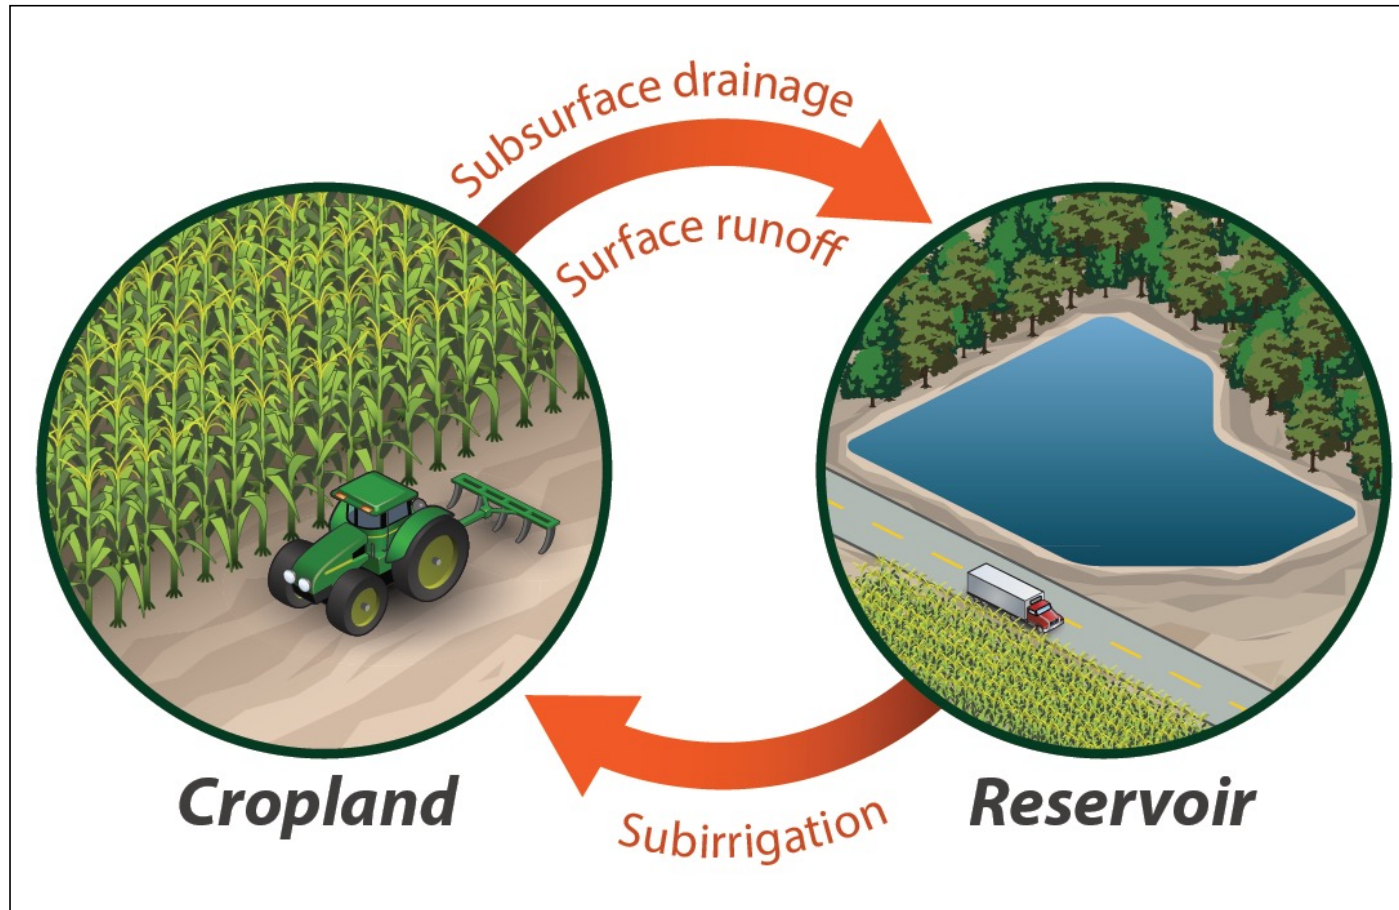 Subsurface drainage
Surface runoff
Cropland
Reservoir
Subirrigation